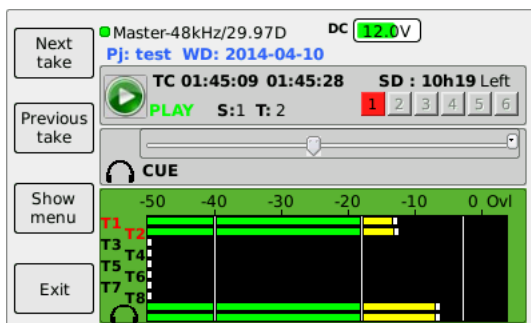 Next
take
Previous
take
Show
menu
Exit
Master-48kHz/29.97D DC 12.0V
Pj: test WD: 2014-04-10
TC 01:45:09 01:45:28 SD : 10h19 Left
PLAY S:1 T: 2 1 2 3 4 5 6
CUE
-50 -40 -30 -20 -10 0 Ovl
T1
T2
T3
T4
T5
T6
T7
T8